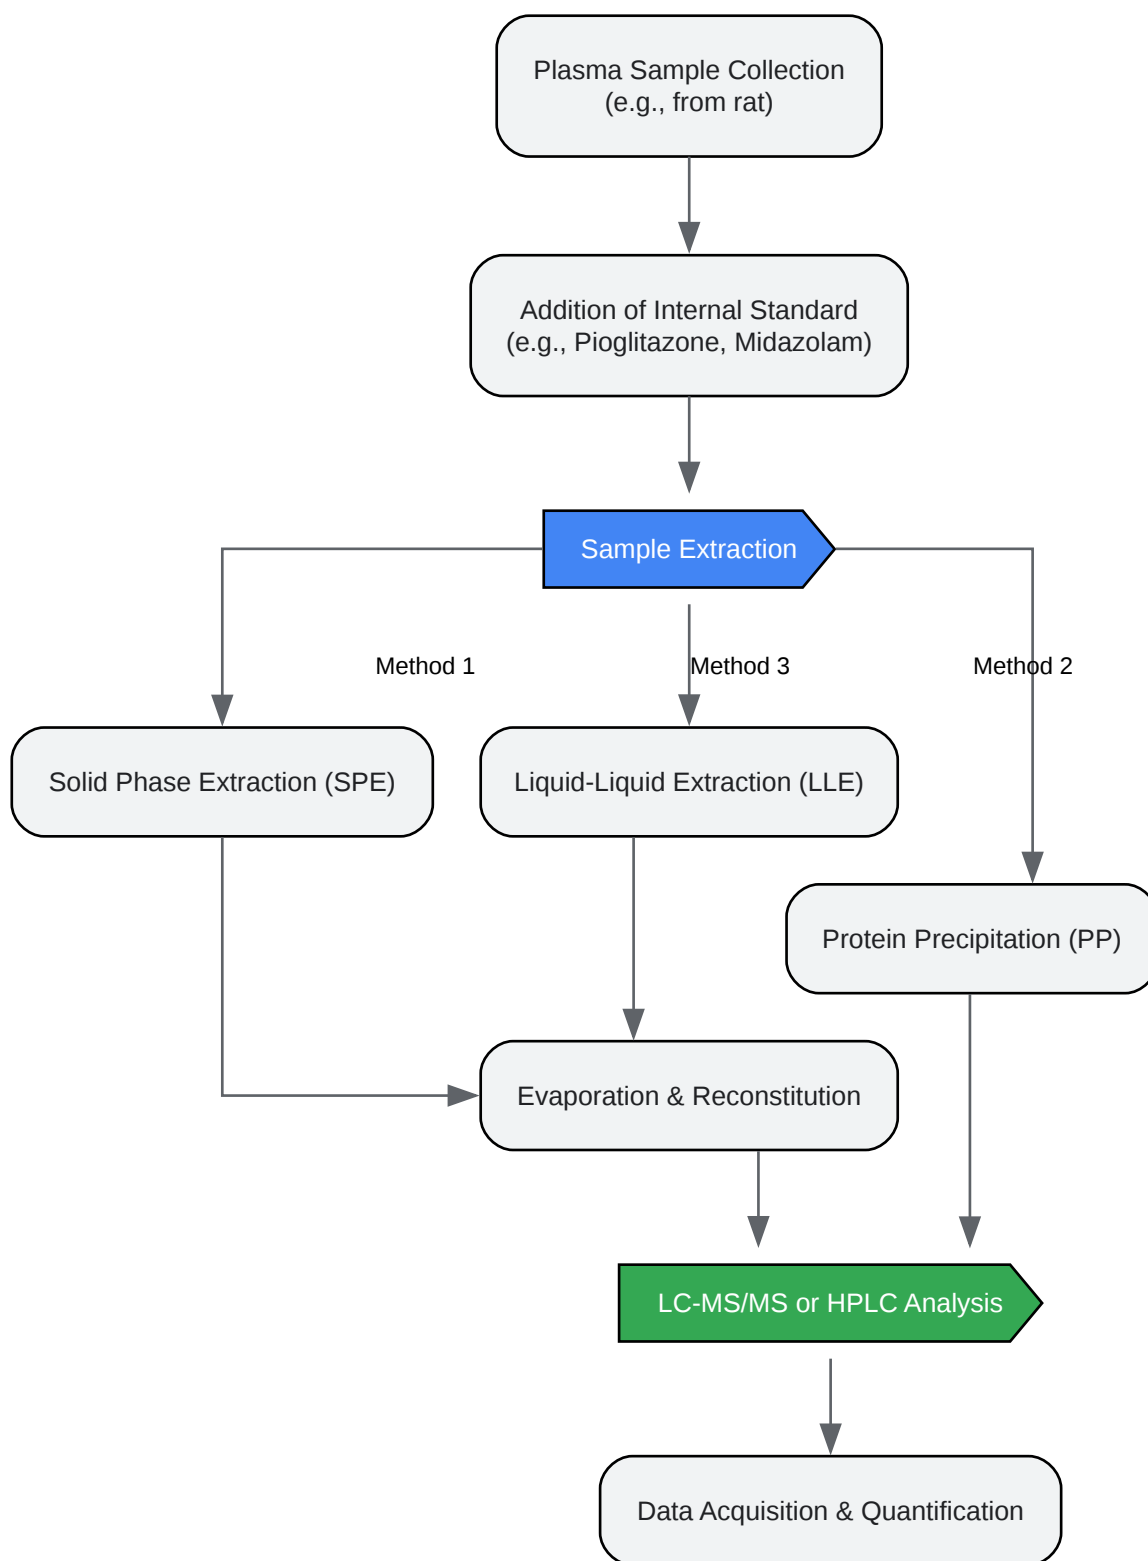 Plasma Sample Collection
(e.g., from rat)
Addition of Internal Standard
(e.g., Pioglitazone, Midazolam)
Sample Extraction
Method 1
Method 3
Method 2
Solid Phase Extraction (SPE)
Liquid-Liquid Extraction (LLE)
Protein Precipitation (PP)
Evaporation & Reconstitution
LC-MS/MS or HPLC Analysis
Data Acquisition & Quantification